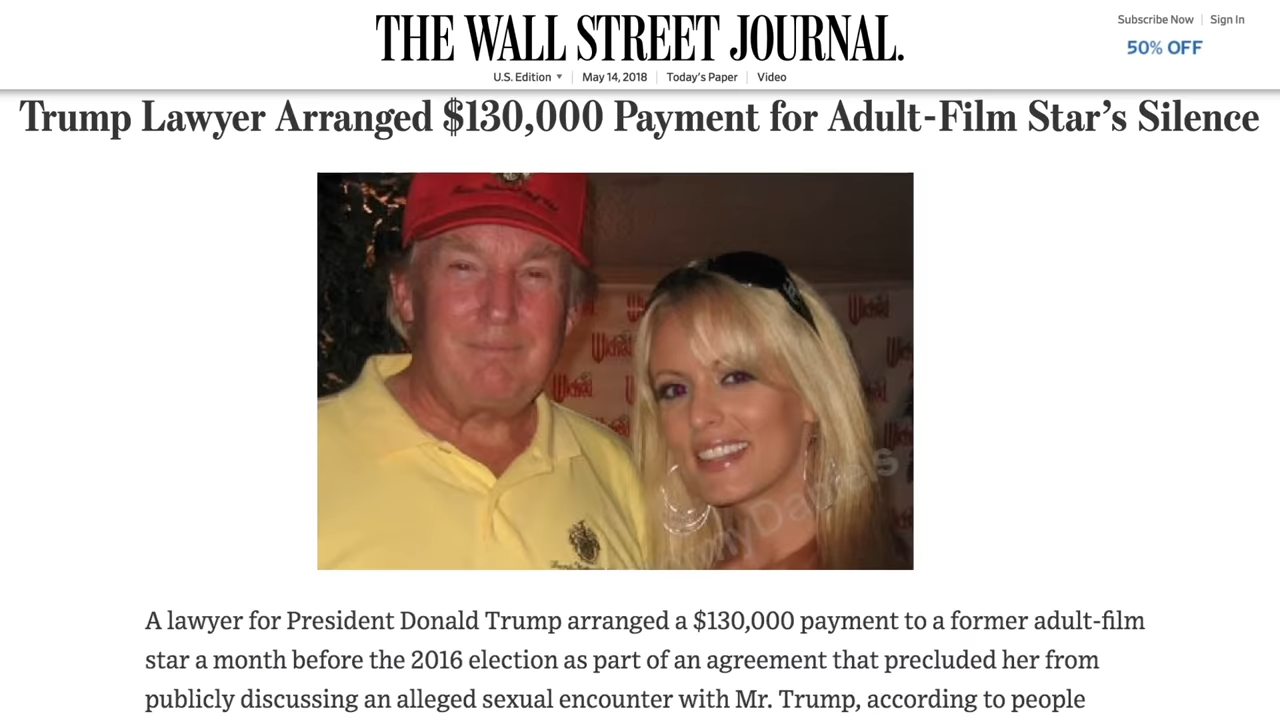 THE WALL STREET JOURNAL.
Subscribe Now | Sign In
50% OFF
U.S. Edition ▼ | May 14, 2018 | Today's Paper | Video
Trump Lawyer Arranged $130,000 Payment for Adult-Film Star’s Silence
Wicked
Wicked
Wicked
A lawyer for President Donald Trump arranged a $130,000 payment to a former adult-film
star a month before the 2016 election as part of an agreement that precluded her from
publicly discussing an alleged sexual encounter with Mr. Trump, according to people